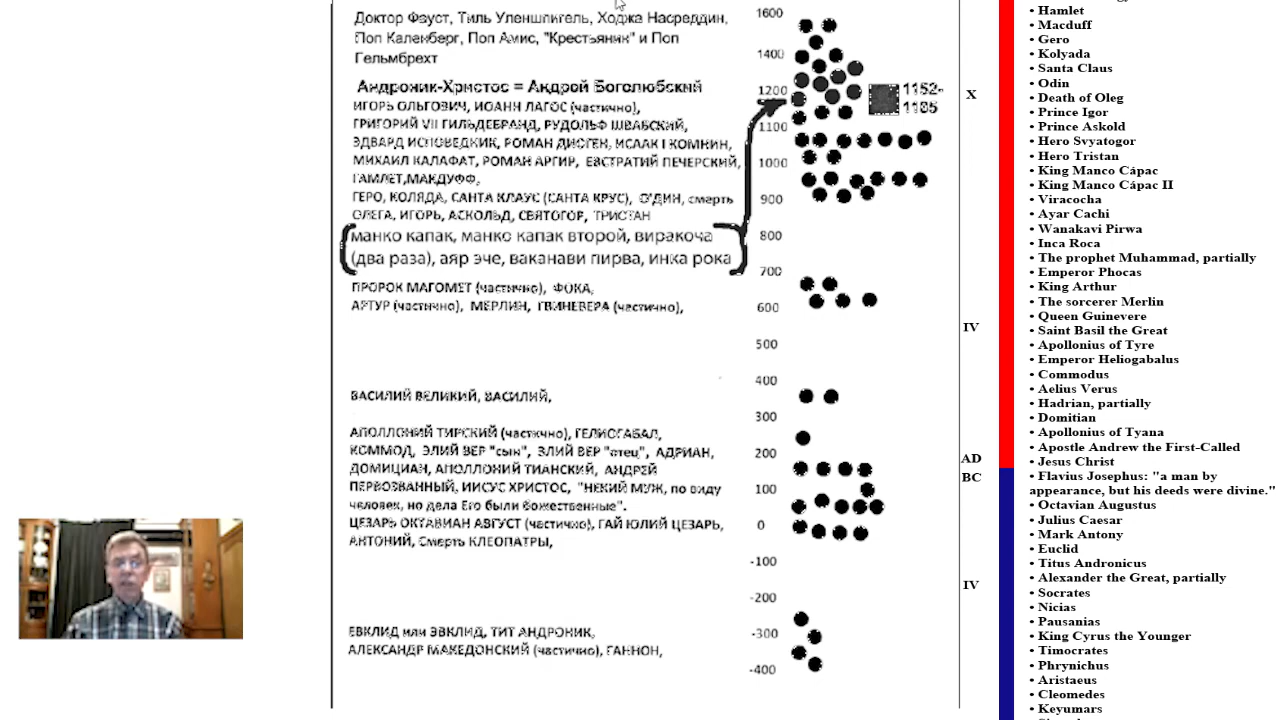 Доктор Фауст, Тиль Уленшпигель, Ходжа Насреддин,
Поп Каленберг, Поп Амис, "Крестьяник" и Поп
Гельмбрехт
Андроник-Христос = Андрей Боголюбский
ИГОРЬ ОЛЬГОВИЧ, ИОАНН ЛАГОС (частично),
ГРИГОРИЙ VII ГИЛЬДЕБРАНД, РУДОЛЬФ ШВАБСКИЙ,
ЭДВАРД ИСПОВЕДНИК, РОМАН ДИОГЕН, ИСААК I КОМНИН,
МИХАИЛ КАЛАФАТ, РОМАН АРГИР, ЕВСТРАТИЙ ПЕЧЕРСКИЙ,
ГАМЛЕТ,МАКДУФФ,
ГЕРО, КОЛЯДА, САНТА КЛАУС (САНТА КРУС), ОДИН, смерть
ОЛЕГА, ИГОРЬ, АСКОЛЬД, СВЯТОГОР, ТРИСТАН
манко капак, манко капак второй, виракоча
(два раза), аяр эче, ваканави пирва, инка рока
ПРОРОК МАГОМЕТ (частично), ФОКА,
АРТУР (частично), МЕРЛИН, ГВИНЕВЕРА (частично),
ВАСИЛИЙ ВЕЛИКИЙ, ВАСИЛИЙ,
АПОЛЛОНИЙ ТИРСКИЙ (частично), ГЕЛИОГАБАЛ,
КОММОД, ЭЛИЙ ВЕР "сын", ЭЛИЙ ВЕР "отец", АДРИАН,
ДОМИЦИАН, АПОЛЛОНИЙ ТИАНСКИЙ, АНДРЕЙ
ПЕРВОЗВАННЫЙ, ИИСУС ХРИСТОС, "НЕКИЙ МУЖ, по виду
человек, но дела Его были божественные".
ЦЕЗАРЬ ОКТАВИАН АВГУСТ (частично), ГАЙ ЮЛИЙ ЦЕЗАРЬ,
АНТОНИЙ, Смерть КЛЕОПАТРЫ,
ЕВКЛИД или ЭВКЛИД, ТИТ АНДРОНИК,
АЛЕКСАНДР МАКЕДОНСКИЙ (частично), ГАННОН,
1600
1400
1200
1100
1000
900
800
700
600
500
400
300
200
100
0
-100
-200
-300
-400
1152-
1185
X
IV
AD
BC
IV
• Hamlet
• Macduff
• Gero
• Kolyada
• Santa Claus
• Odin
• Death of Oleg
• Prince Igor
• Prince Askold
• Hero Svyatogor
• Hero Tristan
• King Manco Cápac
• King Manco Cápac II
• Viracocha
• Ayar Cachi
• Wanakavi Pirwa
• Inca Roca
• The prophet Muhammad, partially
• Emperor Phocas
• King Arthur
• The sorcerer Merlin
• Queen Guinevere
• Saint Basil the Great
• Apollonius of Tyre
• Emperor Heliogabalus
• Commodus
• Aelius Verus
• Hadrian, partially
• Domitian
• Apollonius of Tyana
• Apostle Andrew the First-Called
• Jesus Christ
• Flavius Josephus: "a man by
appearance, but his deeds were divine."
• Octavian Augustus
• Julius Caesar
• Mark Antony
• Euclid
• Titus Andronicus
• Alexander the Great, partially
• Socrates
• Nicias
• Pausanias
• King Cyrus the Younger
• Timocrates
• Phrynichus
• Aristaeus
• Cleomedes
• Keyumars